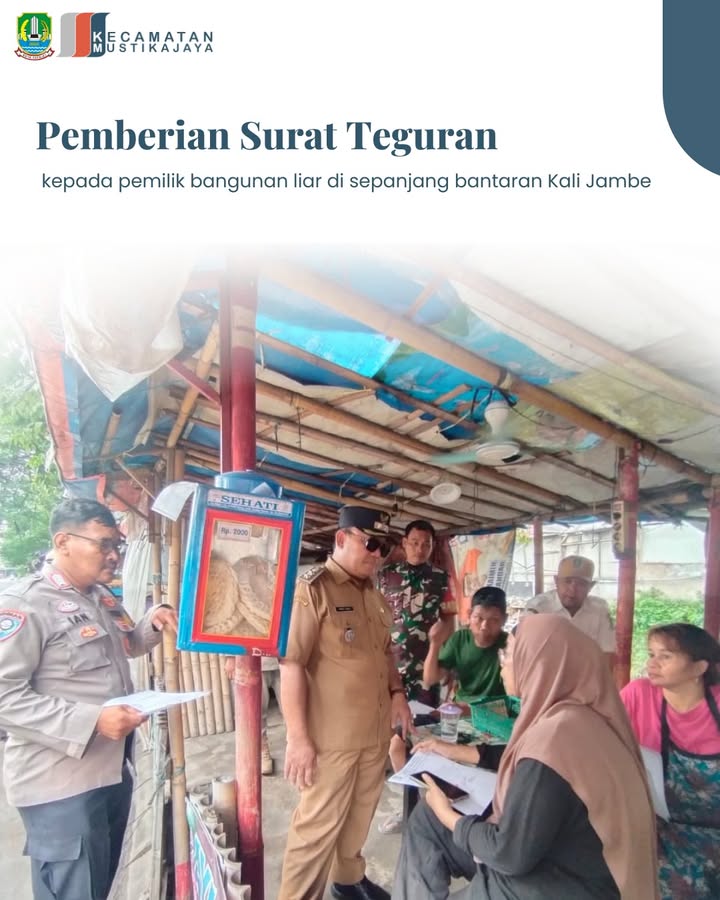 KECAMATAN
MUSTIKAJAYA
Pemberian Surat Teguran
kepada pemilik bangunan liar di sepanjang bantaran Kali Jambe
SEHATI
Rp. 2000